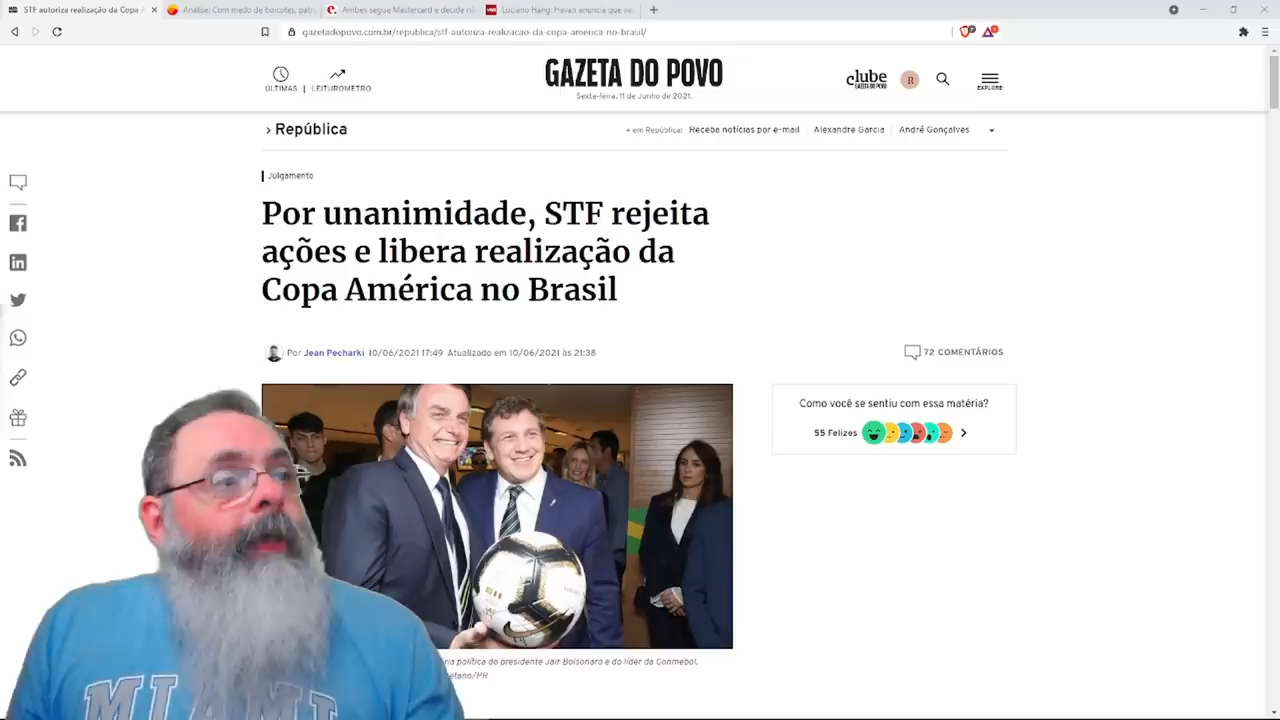 STF autoriza realização da Copa A
Análise: Com medo de boicotes, patr
Ambev segue Mastercard e decide nã
Luciano Hang: Havan anuncia que va
gazetadopovo.com.br/republica/stf-autoriza-realizacao-da-copa-america-no-brasil/
ÚLTIMAS | LEITURÔMETRO
GAZETA DO POVO
Sexta-feira, 11 de Junho de 2021.
clube
GAZETA DO POVO
R
EXPLORE
> República
+ em República: Receba notícias por e-mail Alexandre Garcia André Gonçalves
Julgamento
Por unanimidade, STF rejeita
ações e libera realização da
Copa América no Brasil
Por Jean Pecharki 10/06/2021 17:49 Atualizado em 10/06/2021 às 21:38
72 COMENTÁRIOS
Como você se sentiu com essa matéria?
55 Felizes
ria política do presidente Jair Bolsonaro e do líder da Conmebol,
etano/PR
MIAMI